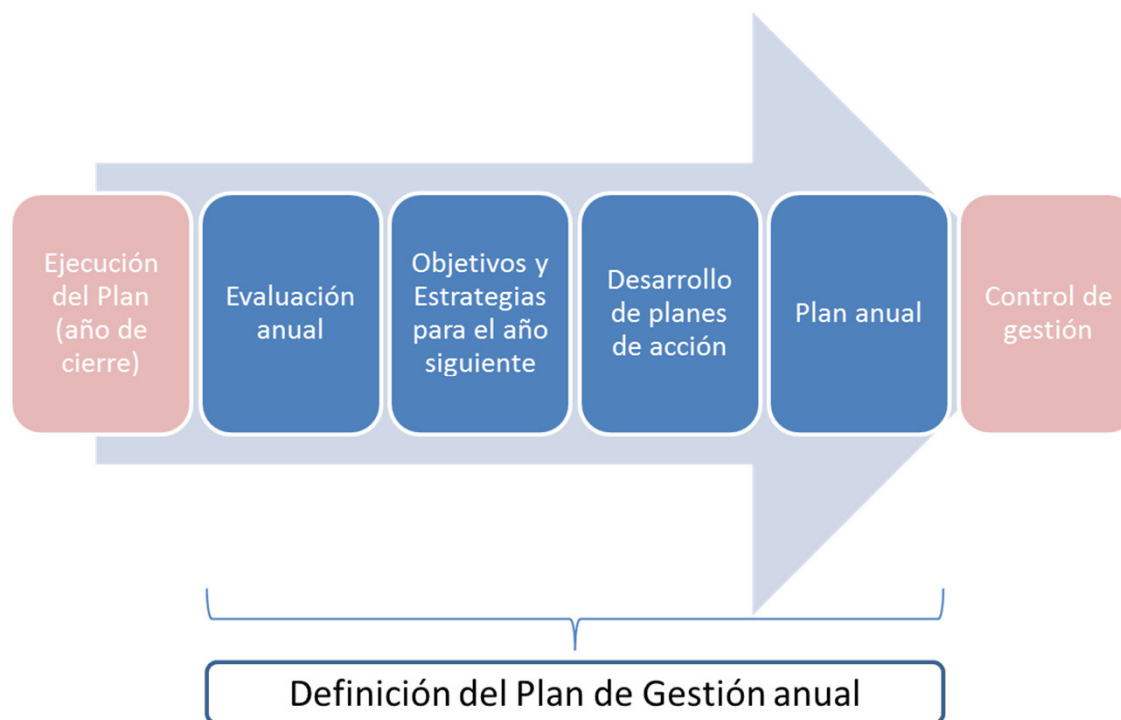 Ejecución
del Plan
(año de
cierre)
Evaluación
anual
Objetivos y
Estrategias
para el año
siguiente
Desarrollo
de planes
de acción
Plan anual
Control de
gestión
Definición del Plan de Gestión anual